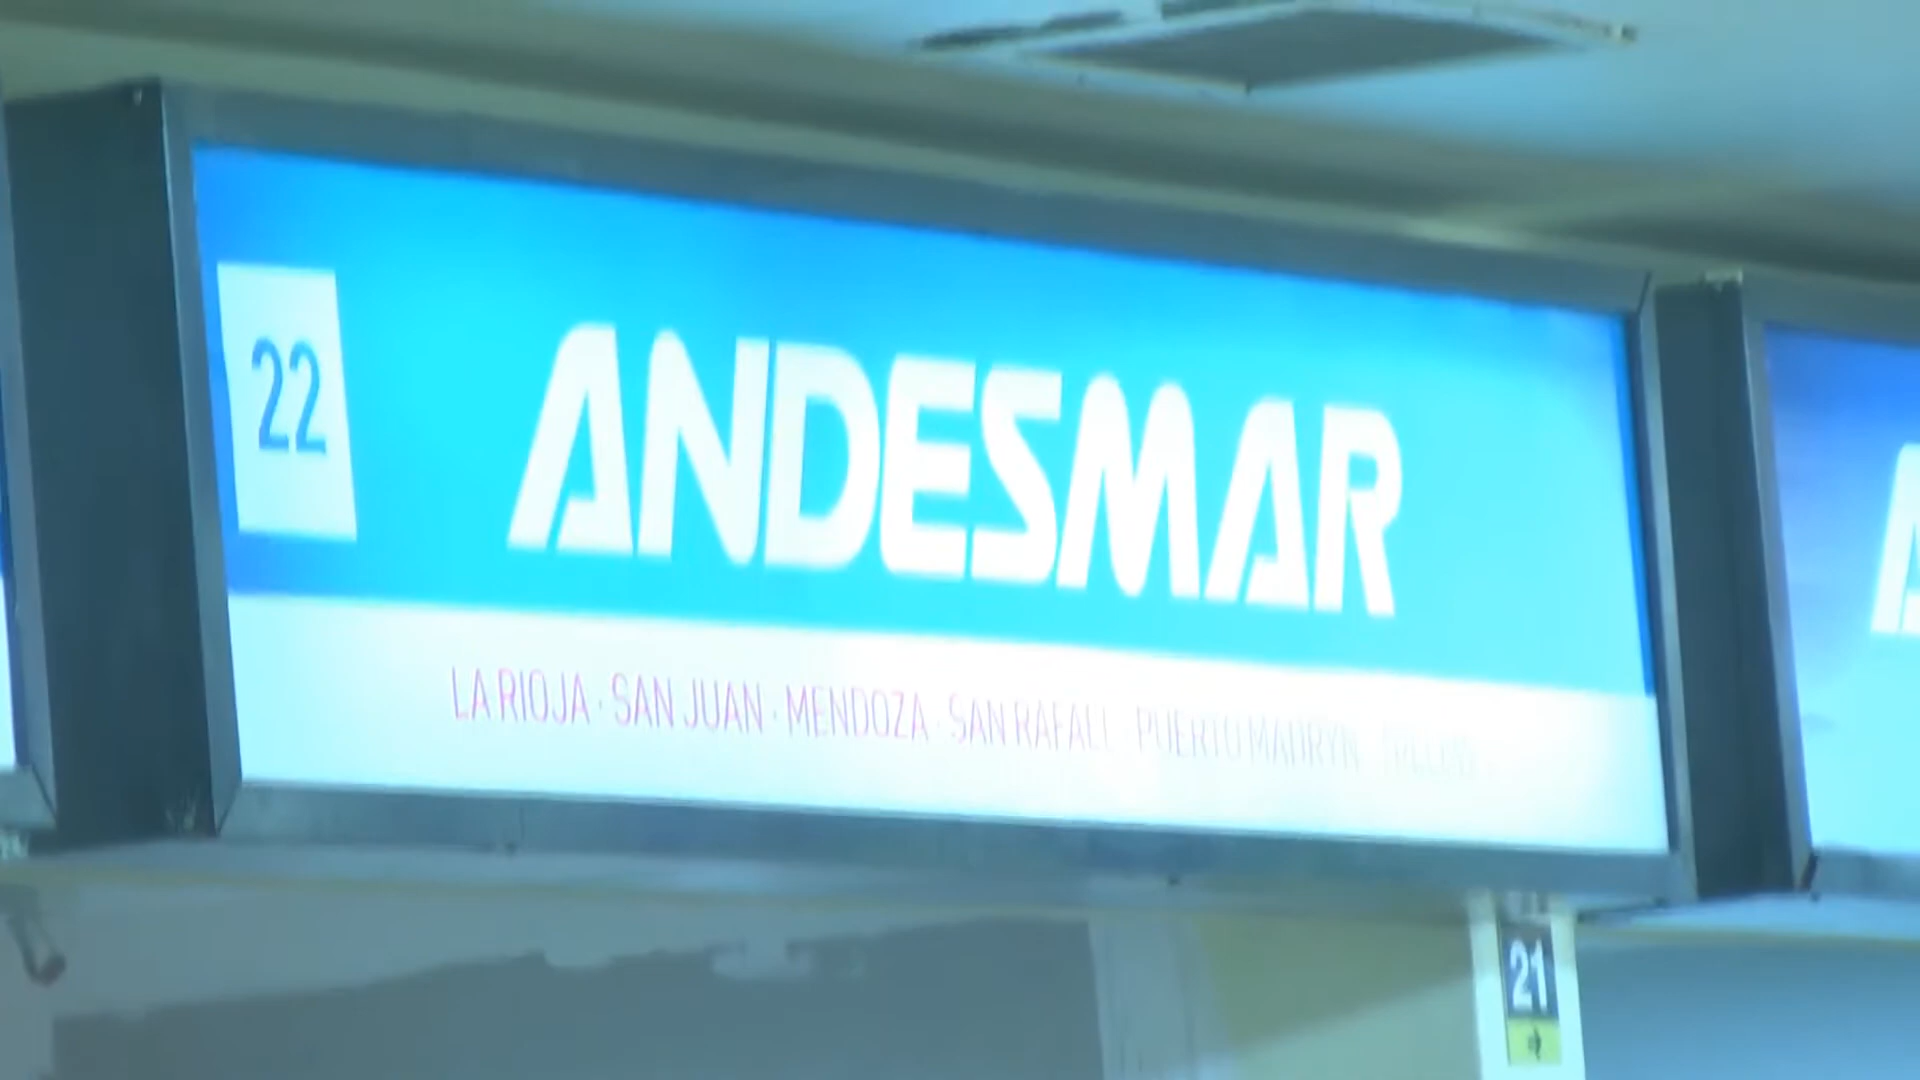 22
ANDESMAR
LA RIOJA · SAN JUAN · MENDOZA · SAN RAFAEL · PUERTO MADRYN
21